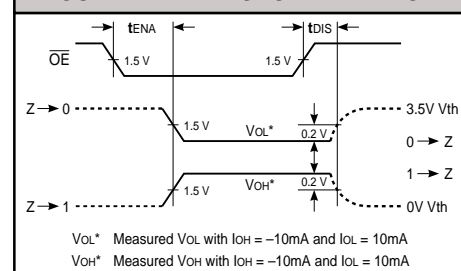 tENA
tDIS
OE
1.5 V
1.5 V
Z → 0
1.5 V
VOL*
0.2 V
3.5V Vth
0 → Z
1 → Z
VOH*
0.2 V
1.5 V
Z → 1
0V Vth
VOL* Measured VOL with IOH = –10mA and IOL = 10mA
VOH* Measured VOH with IOH = –10mA and IOL = 10mA